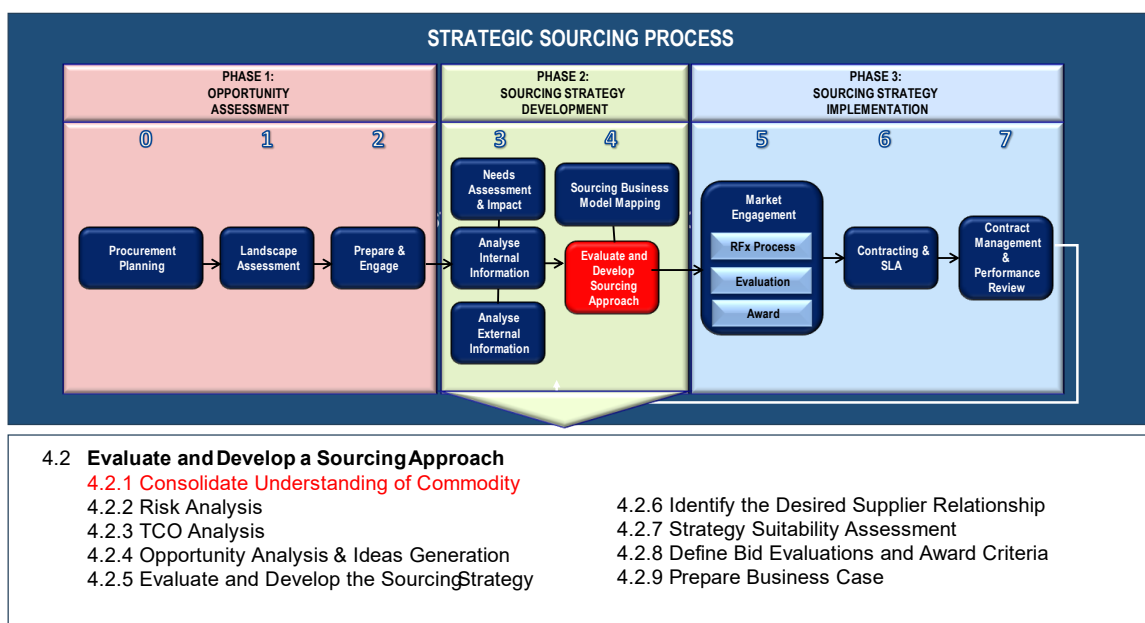 STRATEGIC SOURCING PROCESS
PHASE 1:
OPPORTUNITY
ASSESSMENT
PHASE 2:
SOURCING STRATEGY
DEVELOPMENT
PHASE 3:
SOURCING STRATEGY
IMPLEMENTATION
0
1
2
3
4
5
6
7
Procurement
Planning
Landscape
Assessment
Prepare &
Engage
Needs
Assessment
& Impact
Analyse
Internal
Information
Analyse
External
Information
Sourcing Business
Model Mapping
Evaluate and
Develop
Sourcing
Approach
Market
Engagement
RFx Process
Evaluation
Award
Contracting &
SLA
Contract
Management
&
Performance
Review
4.2 Evaluate and Develop a Sourcing Approach
4.2.1 Consolidate Understanding of Commodity
4.2.2 Risk Analysis
4.2.3 TCO Analysis
4.2.4 Opportunity Analysis & Ideas Generation
4.2.5 Evaluate and Develop the Sourcing Strategy
4.2.6 Identify the Desired Supplier Relationship
4.2.7 Strategy Suitability Assessment
4.2.8 Define Bid Evaluations and Award Criteria
4.2.9 Prepare Business Case